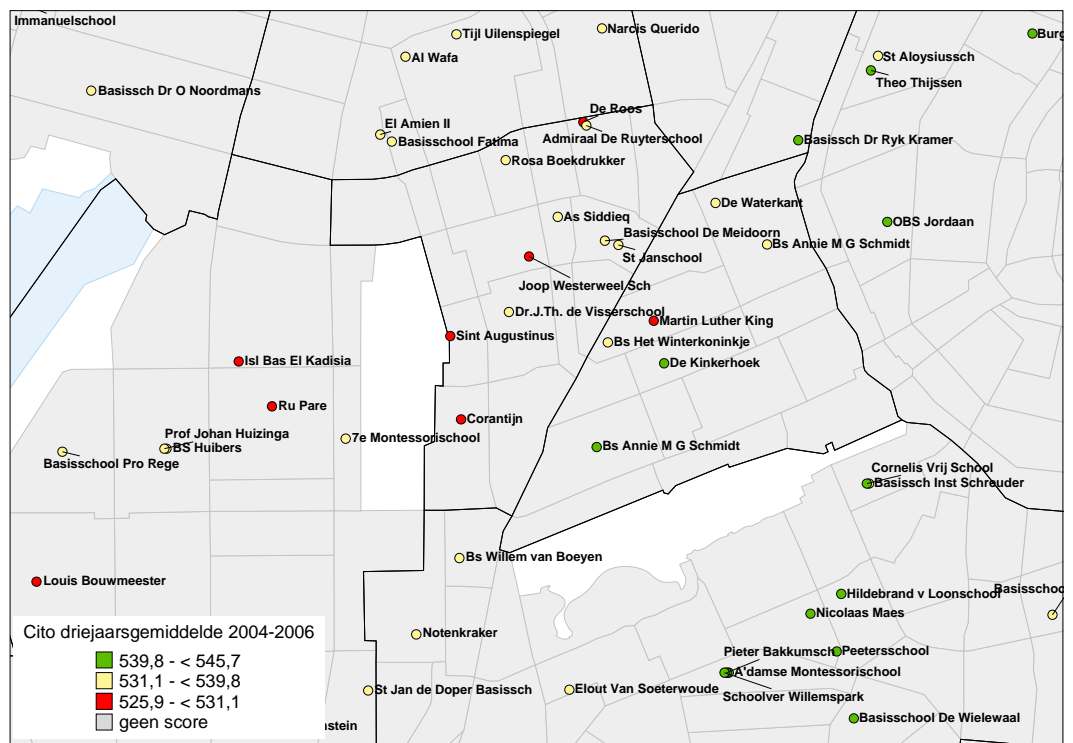 Immanuelschool
Tijl Uilenspiegel
Narcis Querido
Burg
Al Wafa
St Aloysiussch
Theo Thijssen
Basissch Dr O Noordmans
De Roos
El Amien II
Admiraal De Ruyterschool
Basisschool Fatima
Basissch Dr Ryk Kramer
Rosa Boekdrukker
De Waterkant
As Siddieq
OBS Jordaan
Basisschool De Meidoorn
Bs Annie M G Schmidt
St Janschool
Joop Westerweel Sch
Dr.J.Th. de Visserschool
Martin Luther King
Sint Augustinus
Bs Het Winterkoninkje
Isl Bas El Kadisia
De Kinkerhoek
Ru Pare
Corantijn
Prof Johan Huizinga
7e Montessorischool
BS Huibers
Bs Annie M G Schmidt
Basisschool Pro Rege
Cornelis Vrij School
Basissch Inst Schreuder
Bs Willem van Boeyen
Louis Bouwmeester
Hildebrand v Loonschool
Basisschoo
Nicolaas Maes
Notenkraker
Pieter Bakkumsch
Peetersschool
A'damse Montessorischool
St Jan de Doper Basissch
Elout Van Soeterwoude
Schoolver Willemspark
Basisschool De Wielewaal
nstein
Cito driejaarsgemiddelde 2004-2006
539,8 - < 545,7
531,1 - < 539,8
525,9 - < 531,1
geen score